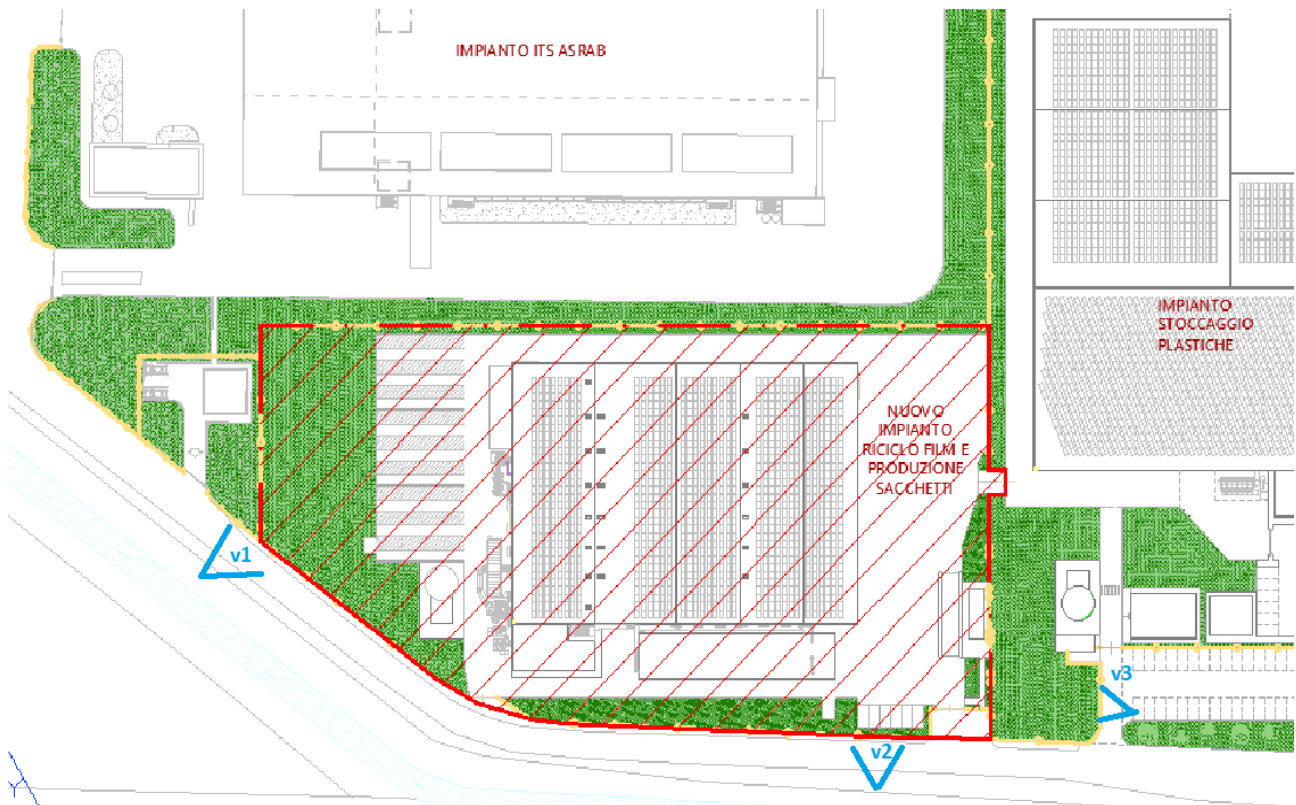 IMPIANTO ITS ASRAB
IMPIANTO
STOCCAGGIO
PLASTICHE
NUOVO
IMPIANTO
RICICLO FILM E
PRODUZIONE
SACCHETTI
v1
v2
v3
Y